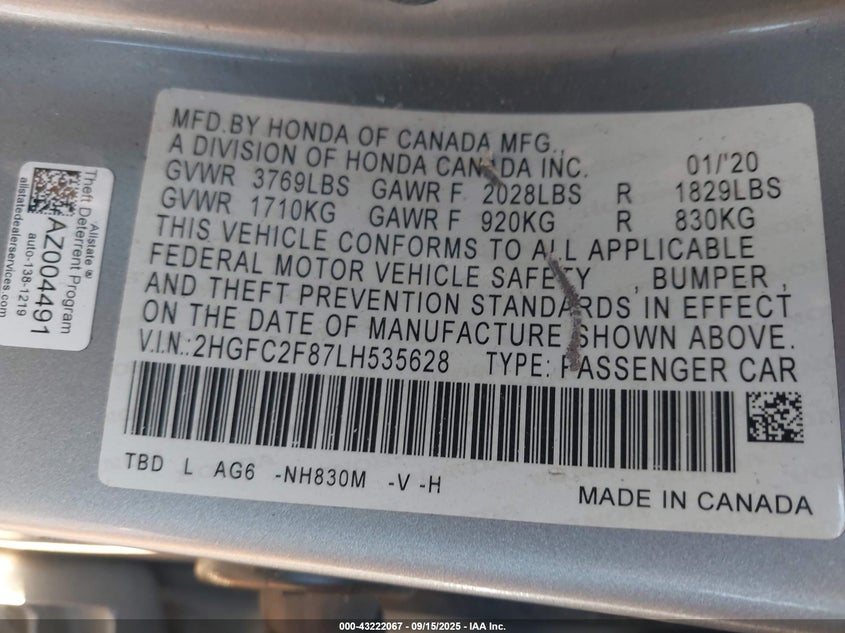 MFD.BY HONDA OF CANADA MFG.,
A DIVISION OF HONDA CANADA INC. 01/'20
GVWR 3769LBS GAWR F 2028LBS R 1829LBS
GVWR 1710KG GAWR F 920KG R 830KG
THIS VEHICLE CONFORMS TO ALL APPLICABLE
FEDERAL MOTOR VEHICLE SAFETY , BUMPER ,
AND THEFT PREVENTION STANDARDS IN EFFECT
ON THE DATE OF MANUFACTURE SHOWN ABOVE.
V.I.N.:2HGFC2F87LH535628 TYPE: PASSENGER CAR
TBD L AG6 -NH830M -V -H
MADE IN CANADA
Allstate ®
Theft Deterrent Program
AZ004491
auto-138-1219
allstatedealerservices.com
000-43222067 - 09/15/2025 - IAA Inc.